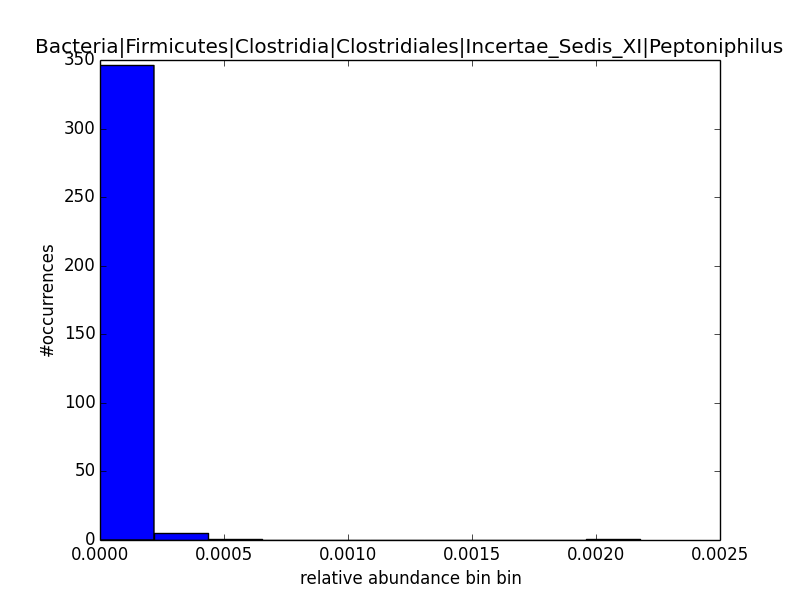 Bacteria|Firmicutes|Clostridia|Clostridiales|Incertae_Sedis_XI|Peptoniphilus
350
300
250
200
150
100
50
0
#occurrences
0.0000 0.0005 0.0010 0.0015 0.0020 0.0025
relative abundance bin bin